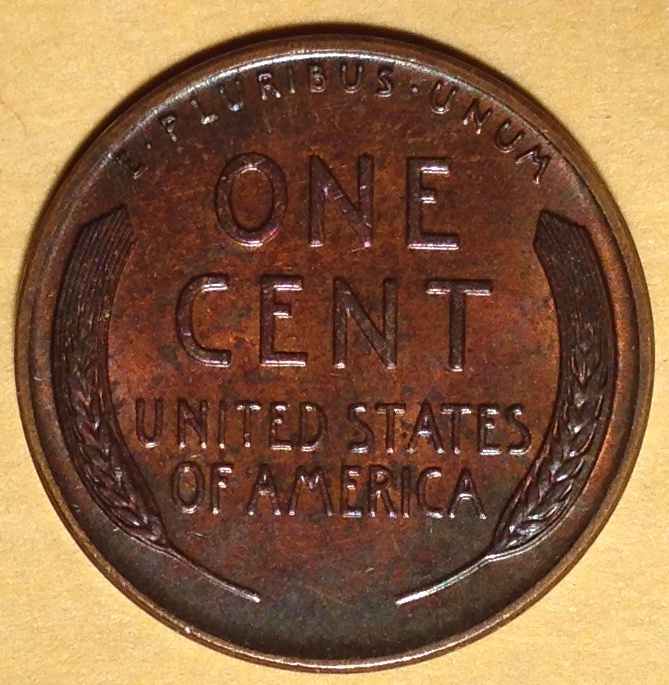 E·PLURIBUS·UNUM
ONE
CENT
UNITED STATES
OF AMERICA